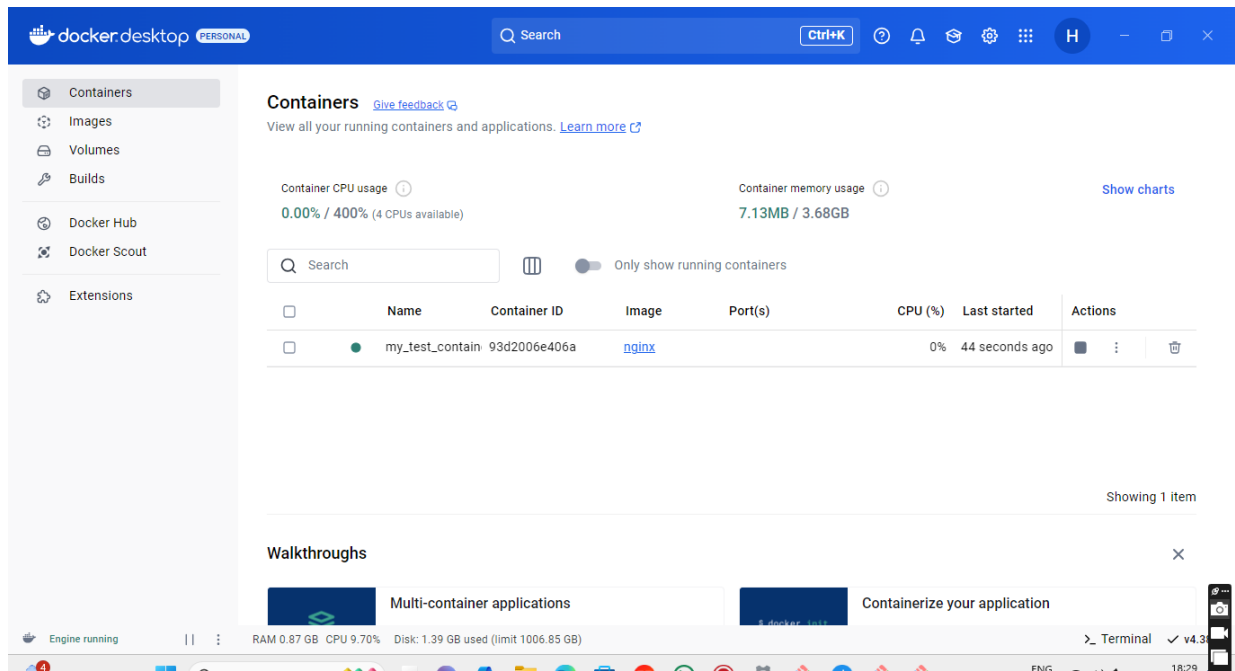 docker.desktop PERSONAL Search Ctrl+K H
Containers
Images
Volumes
Builds
Docker Hub
Docker Scout
Extensions
Containers Give feedback
View all your running containers and applications. Learn more
Container CPU usage
0.00% / 400% (4 CPUs available)
Container memory usage
7.13MB / 3.68GB
Show charts
Search
Only show running containers
Name Container ID Image Port(s) CPU (%) Last started Actions
my_test_contain 93d2006e406a nginx 0% 44 seconds ago
Showing 1 item
Walkthroughs
Multi-container applications
Containerize your application
$ docker init
Engine running
RAM 0.87 GB CPU 9.70% Disk: 1.39 GB used (limit 1006.85 GB)
>_ Terminal
4
ENG
18:29